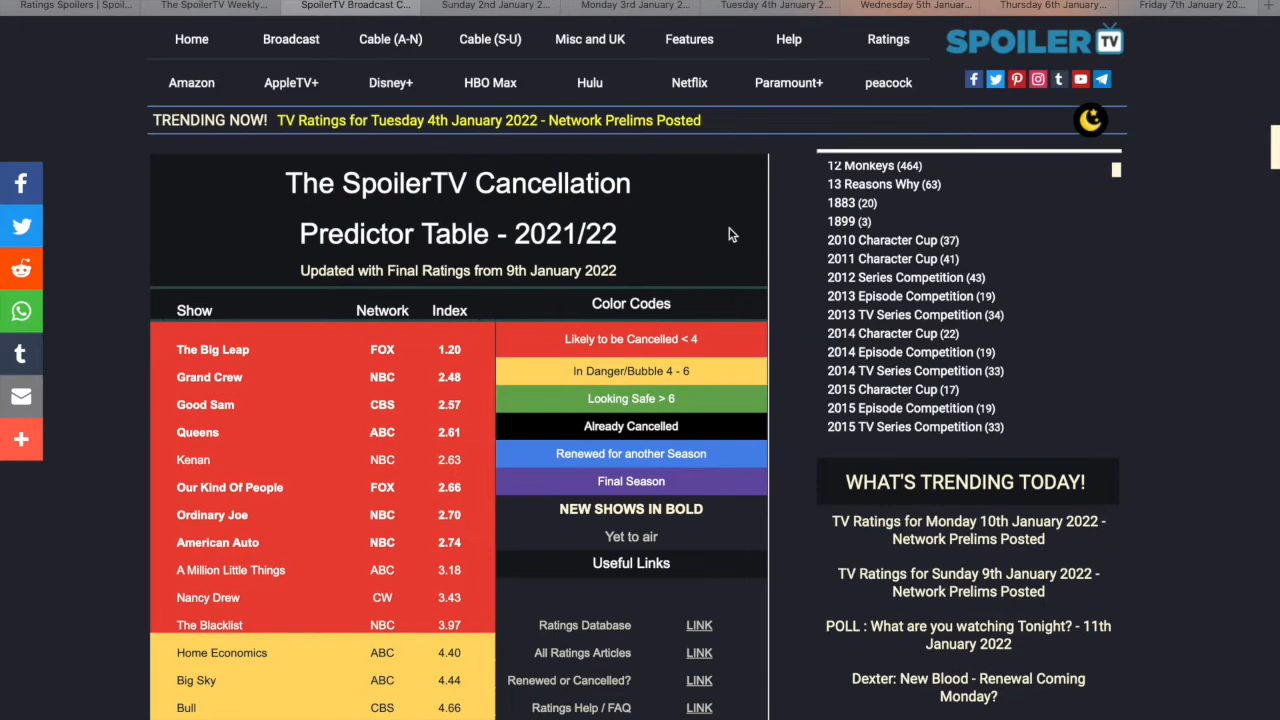 Ratings Spoilers | Spoil...
The SpoilerTV Weekly...
SpoilerTV Broadcast C...
Sunday 2nd January 2...
Monday 3rd January 2...
Tuesday 4th January 2...
Wednesday 5th Januar...
Thursday 6th January...
Friday 7th January 20...
Home Broadcast Cable (A-N) Cable (S-U) Misc and UK Features Help Ratings
SPOILER TV
Amazon AppleTV+ Disney+ HBO Max Hulu Netflix Paramount+ peacock
TRENDING NOW! TV Ratings for Tuesday 4th January 2022 - Network Prelims Posted
The SpoilerTV Cancellation
Predictor Table - 2021/22
Updated with Final Ratings from 9th January 2022
Show Network Index
The Big Leap FOX 1.20
Grand Crew NBC 2.48
Good Sam CBS 2.57
Queens ABC 2.61
Kenan NBC 2.63
Our Kind Of People FOX 2.66
Ordinary Joe NBC 2.70
American Auto NBC 2.74
A Million Little Things ABC 3.18
Nancy Drew CW 3.43
The Blacklist NBC 3.97
Home Economics ABC 4.40
Big Sky ABC 4.44
Bull CBS 4.66
Color Codes
Likely to be Cancelled < 4
In Danger/Bubble 4 - 6
Looking Safe > 6
Already Cancelled
Renewed for another Season
Final Season
NEW SHOWS IN BOLD
Yet to air
Useful Links
Ratings Database LINK
All Ratings Articles LINK
Renewed or Cancelled? LINK
Ratings Help / FAQ LINK
12 Monkeys (464)
13 Reasons Why (63)
1883 (20)
1899 (3)
2010 Character Cup (37)
2011 Character Cup (41)
2012 Series Competition (43)
2013 Episode Competition (19)
2013 TV Series Competition (34)
2014 Character Cup (22)
2014 Episode Competition (19)
2014 TV Series Competition (33)
2015 Character Cup (17)
2015 Episode Competition (19)
2015 TV Series Competition (33)
WHAT'S TRENDING TODAY!
TV Ratings for Monday 10th January 2022 -
Network Prelims Posted
TV Ratings for Sunday 9th January 2022 -
Network Prelims Posted
POLL : What are you watching Tonight? - 11th
January 2022
Dexter: New Blood - Renewal Coming
Monday?